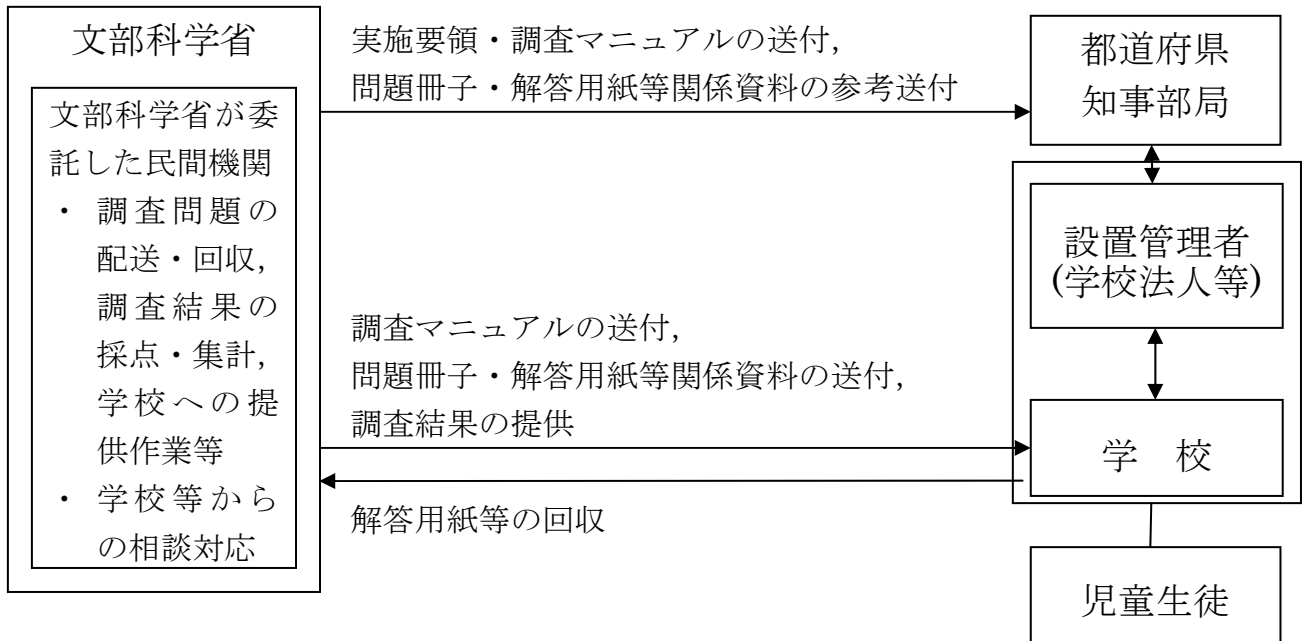 文部科学省
文部科学省が委
託した民間機関
・ 調査問題の
配送・回収，
調査結果の
採点・集計，
学校への提
供作業等
・ 学校等から
の相談対応
実施要領・調査マニュアルの送付，
問題冊子・解答用紙等関係資料の参考送付
調査マニュアルの送付，
問題冊子・解答用紙等関係資料の送付，
調査結果の提供
解答用紙等の回収
都道府県
知事部局
設置管理者
(学校法人等)
学　校
児童生徒